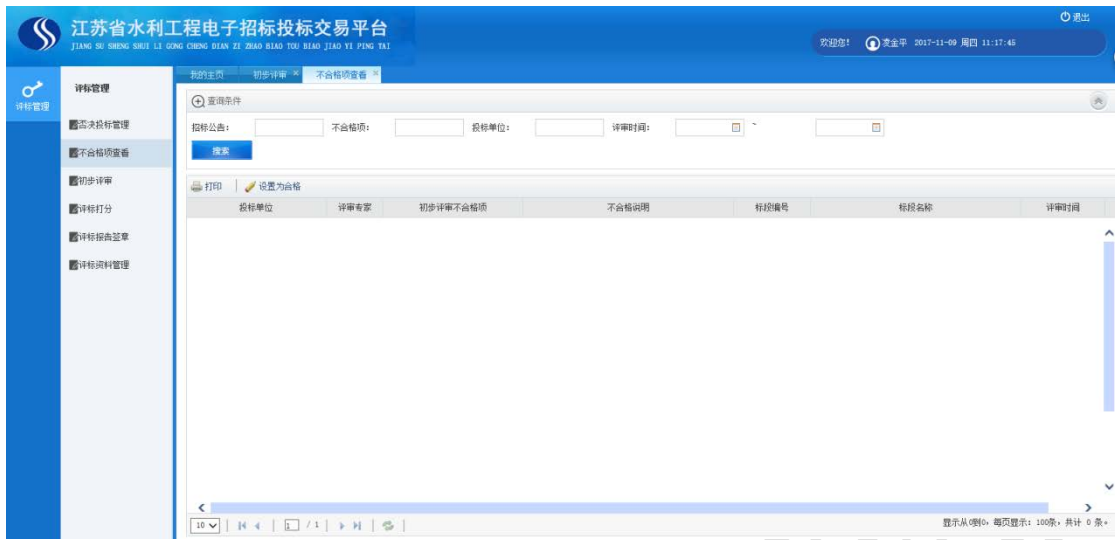 江苏省水利工程电子招标投标交易平台
JIANG SU SHENG SHUI LI GONG CHENG DIAN ZI ZHAO BIAO TOU BIAO JIAO YI PING TAI
退出
欢迎您! 凌金平 2017-11-09 周四 11:17:45
评标管理
评标管理
否决投标管理
不合格项查看
初步评审
评标打分
评标报告签章
评标资料管理
我的主页 初步评审 × 不合格项查看 ×
查询条件
招标公告: 不合格项: 投标单位: 评审时间: ~
搜索
打印 设置为合格
投标单位 评审专家 初步评审不合格项 不合格说明 标段编号 标段名称 评审时间
10 1 / 1 显示从0到0，每页显示：100条，共计 0 条。